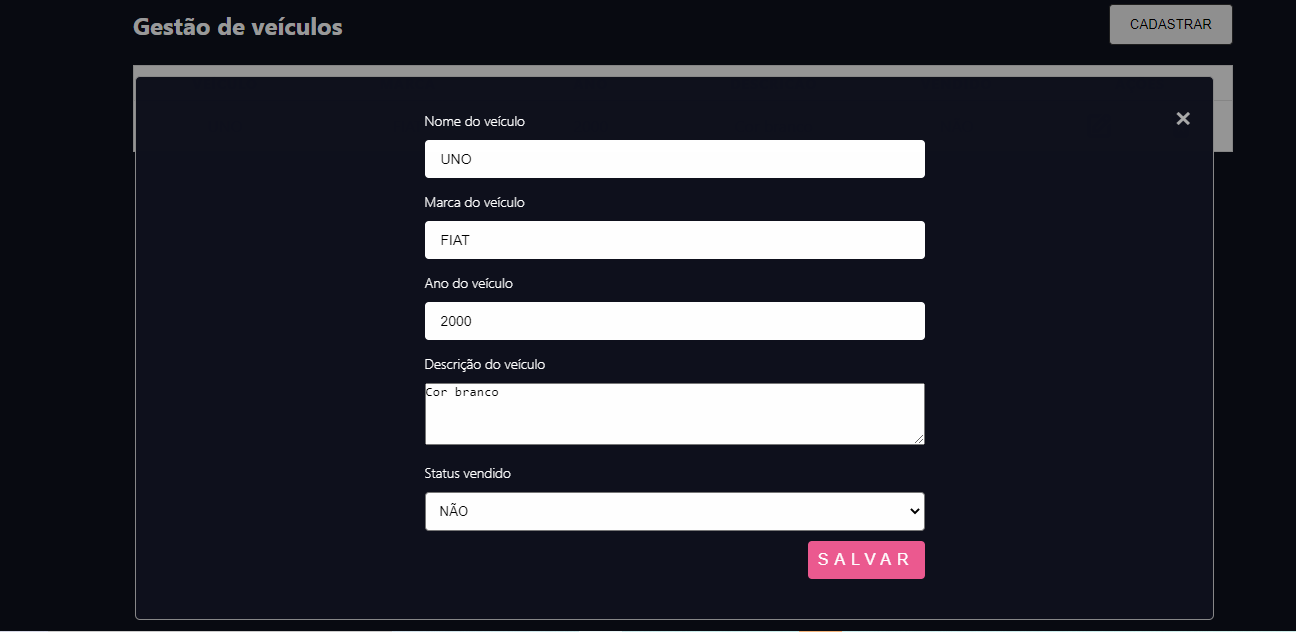 Gestão de veículos
CADASTRAR
×
Nome do veículo
UNO
Marca do veículo
FIAT
Ano do veículo
2000
Descrição do veículo
Cor branco
Status vendido
NÃO
SALVAR